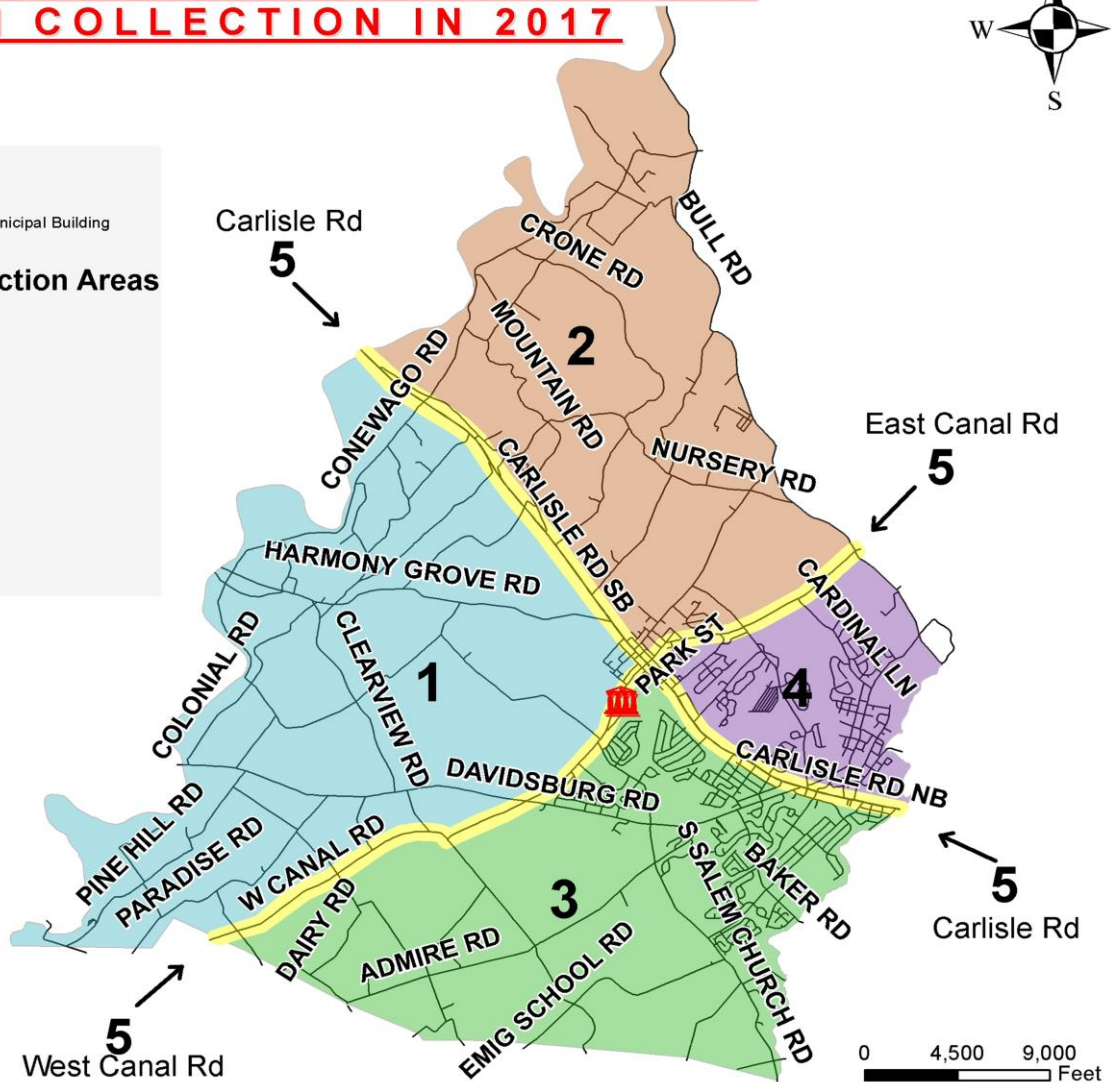 COLLECTION IN 2017
W
S
nicipal Building
ction Areas
Carlisle Rd
5
BULL RD
CRONE RD
MOUNTAIN RD
2
CONEWAGO RD
East Canal Rd
5
NURSERY RD
CARLISLE RD SB
HARMONY GROVE RD
CARDINAL LN
PARK ST
COLONIAL RD
CLEARVIEW RD
1
4
CARLISLE RD NB
DAVIDSBURG RD
PINE HILL RD
PARADISE RD
W CANAL RD
S SALEM CHURCH RD
BAKER RD
3
5
Carlisle Rd
DAIRY RD
ADMIRE RD
EMIG SCHOOL RD
5
West Canal Rd
0 4,500 9,000
Feet